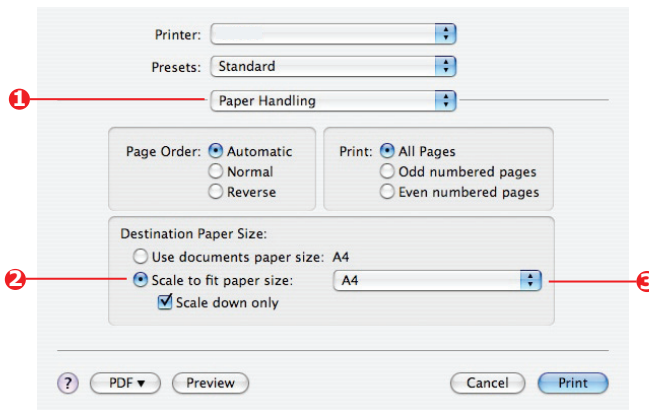 Printer:
Presets: Standard
1 Paper Handling
Page Order: Automatic
Normal
Reverse
Print: All Pages
Odd numbered pages
Even numbered pages
Destination Paper Size:
Use documents paper size: A4
2 Scale to fit paper size: A4 3
Scale down only
? PDF▼ Preview Cancel Print